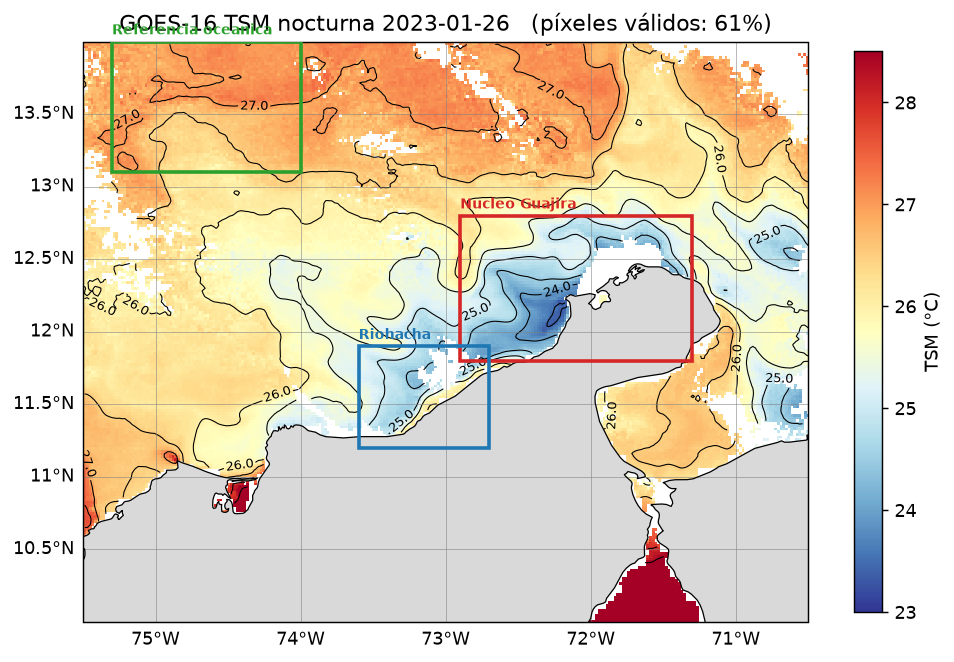 GOES-16 TSM nocturna 2023-01-26 (píxeles válidos: 61%)
Referencia oceánica
27.0
27.0
27.0
26.0
Núcleo Guajira
25.0
24.0
25.0
26.0
26.0
Riohacha
25.0
26.0
25.0
26.0
26.0
25.0
26.0
27.0
13.5°N
13°N
12.5°N
12°N
11.5°N
11°N
10.5°N
75°W
74°W
73°W
72°W
71°W
28
27
26
25
24
23
TSM (°C)